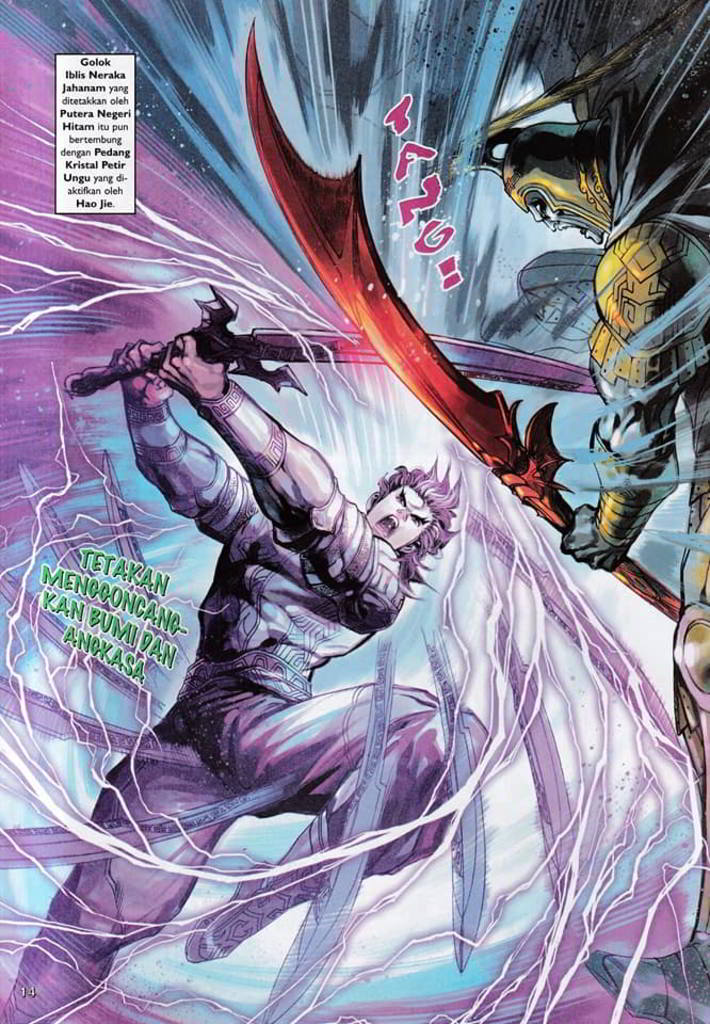 Golok
Iblis Neraka
Jahanam yang
ditetakkan oleh
Putera Negeri
Hitam itu pun
bertembung
dengan Pedang
Kristal Petir
Ungu yang di-
aktifkan oleh
Hao Jie.
TETAKAN
MENGGONCANG-
KAN BUMI DAN
ANGKASA
14